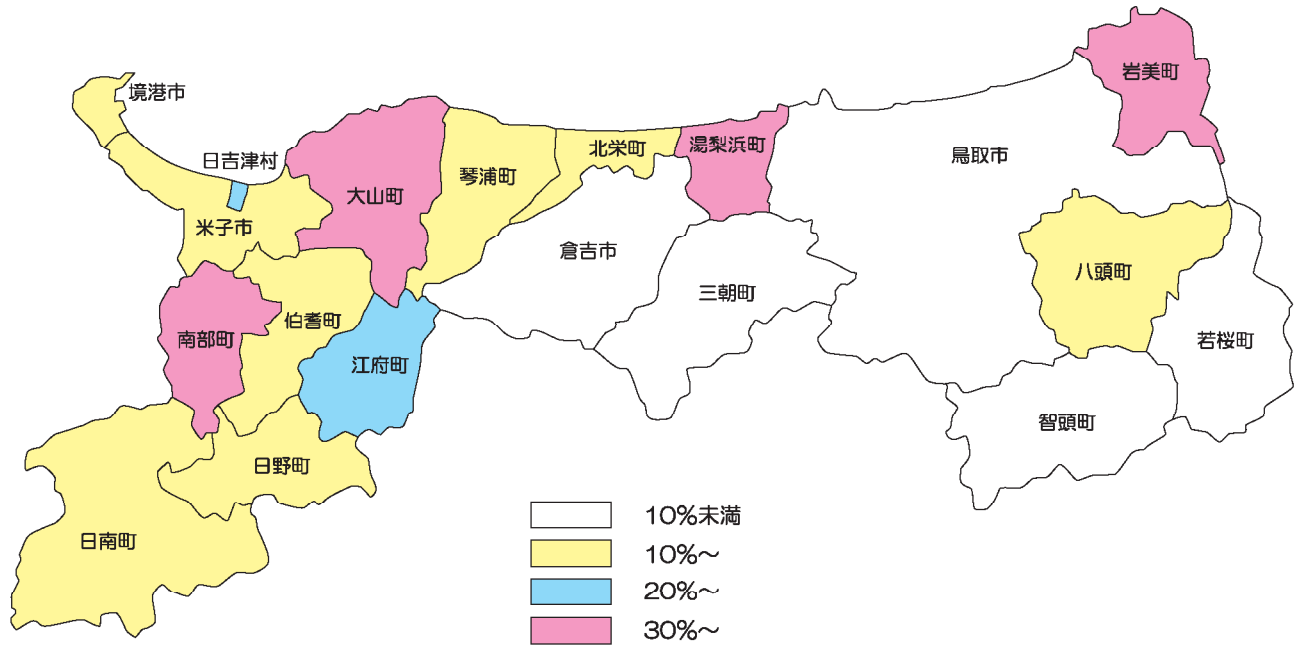 岩美町
境港市
日吉津村
大山町
琴浦町
北栄町
湯梨浜町
鳥取市
米子市
倉吉市
三朝町
八頭町
南部町
伯耆町
江府町
若桜町
智頭町
日野町
日南町
10%未満
10%～
20%～
30%～